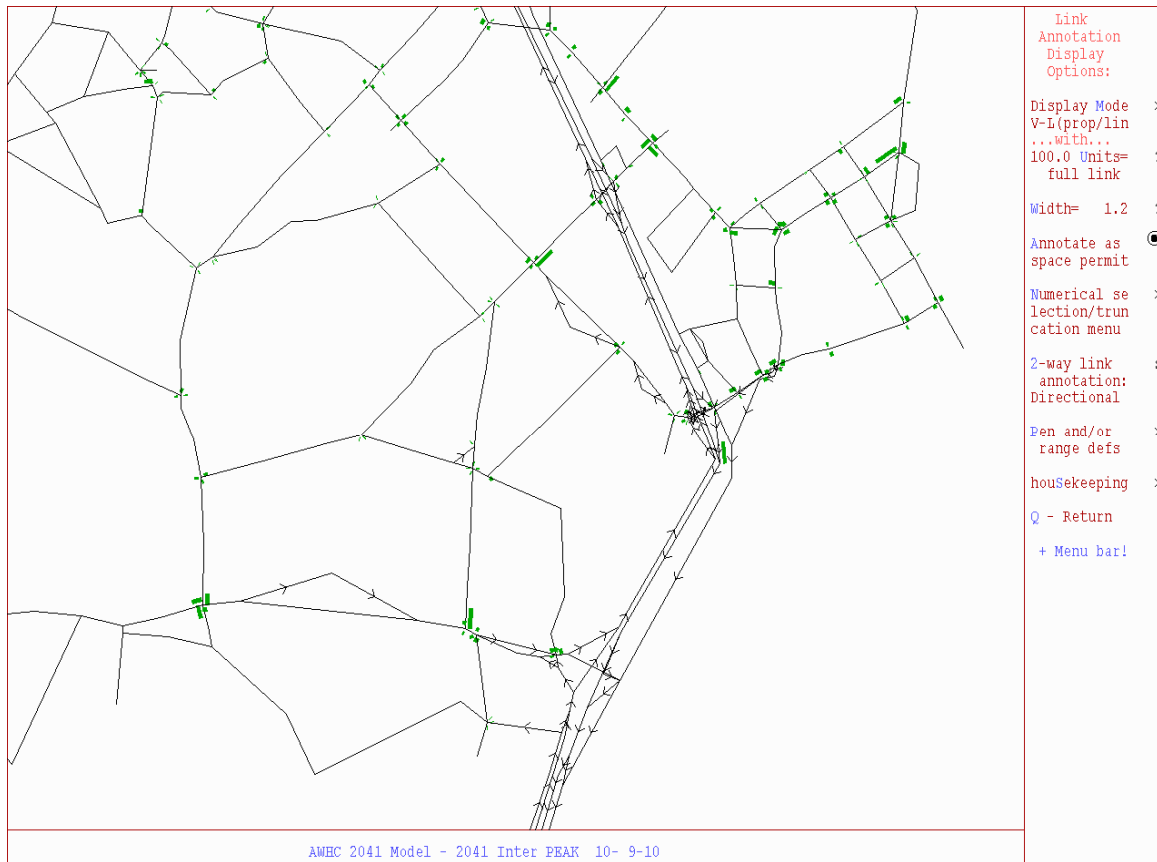 Link
Annotation
Display
Options:
Display Mode
V-L(prop/lin
...with...
100.0 Units=
full link
Width= 1.2
Annotate as
space permit
Numerical se
lection/trun
cation menu
2-way link
annotation:
Directional
Pen and/or
range defs
houSekeeping
Q - Return
+ Menu bar!
AWHC 2041 Model - 2041 Inter PEAK 10- 9-10